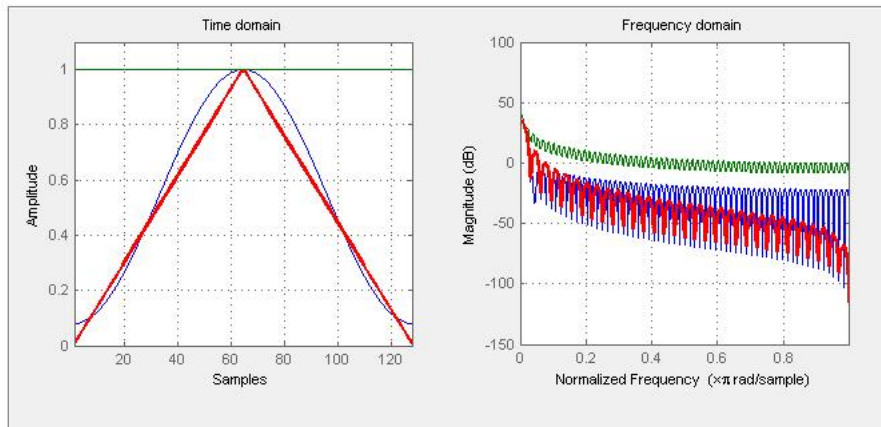 Time domain
1
0.8
0.6
0.4
0.2
0
Amplitude
20 40 60 80 100 120
Samples
Frequency domain
100
50
0
-50
-100
-150
Magnitude (dB)
0 0.2 0.4 0.6 0.8
Normalized Frequency (×π rad/sample)